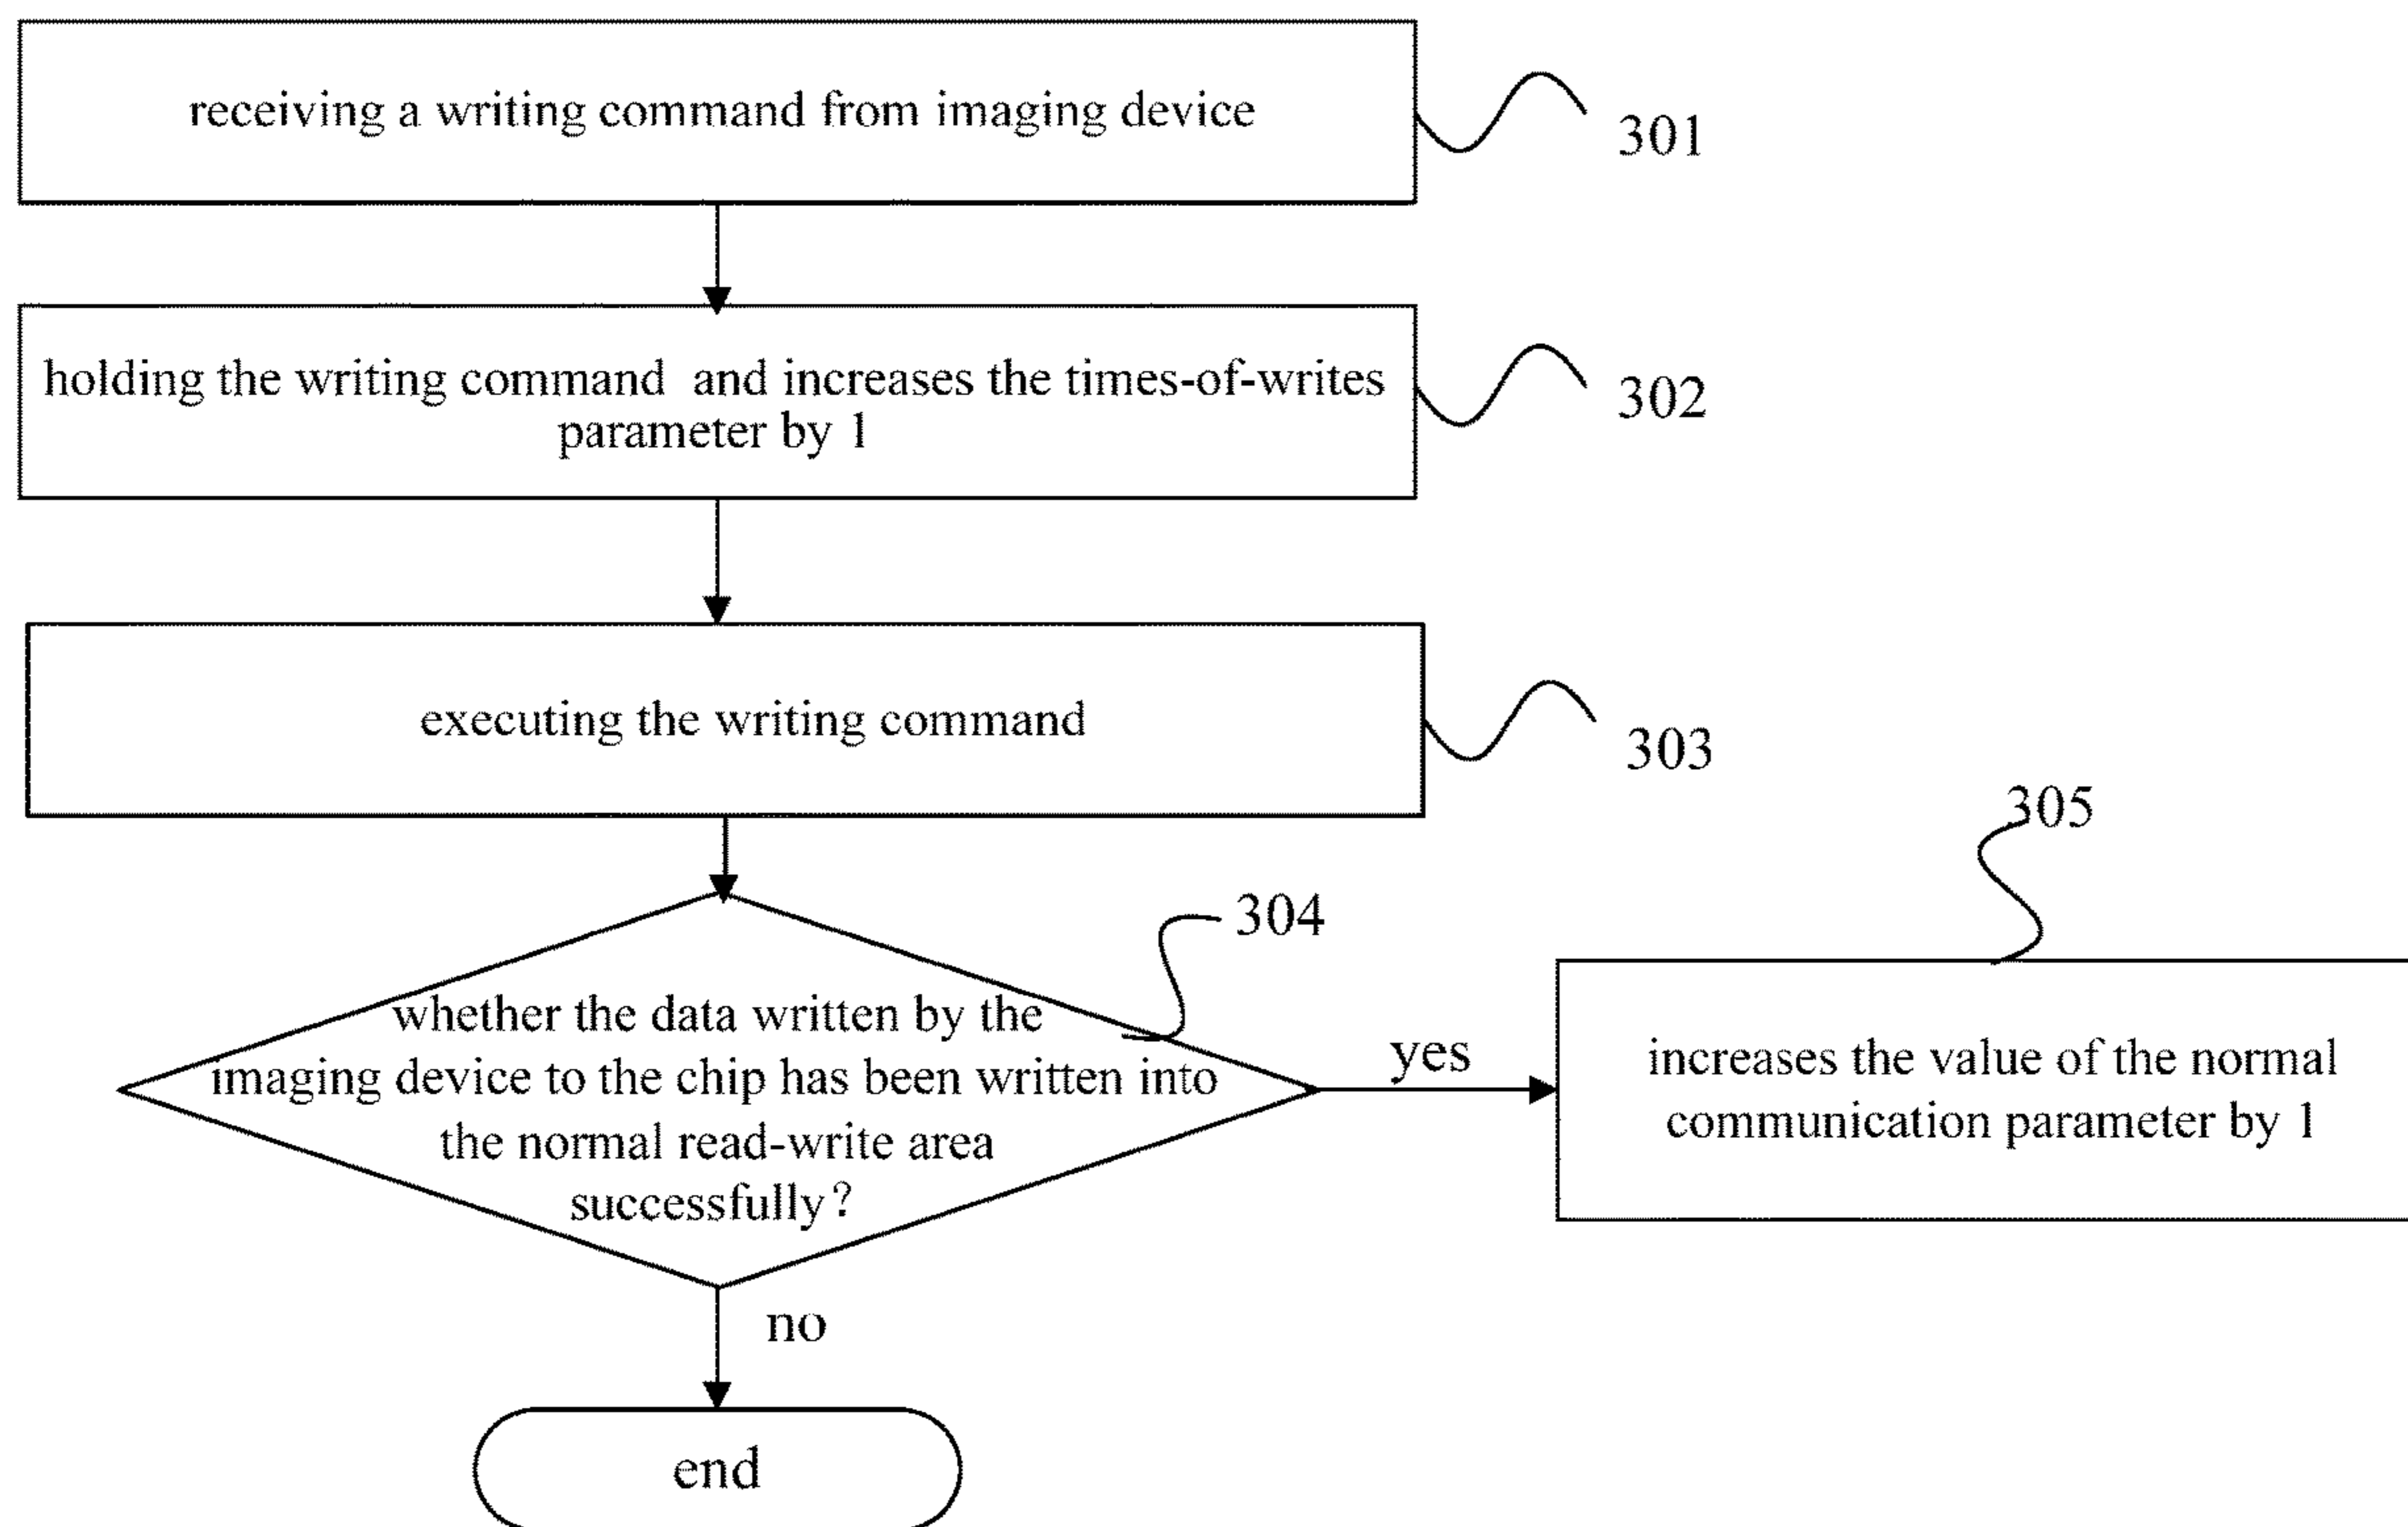 receiving a writing command from imaging device
301
holding the writing command and increases the times-of-writes
parameter by 1
302
executing the writing command
303
304
whether the data written by the
imaging device to the chip has been written into
the normal read-write area
successfully?
yes
305
increases the value of the normal
communication parameter by 1
no
end